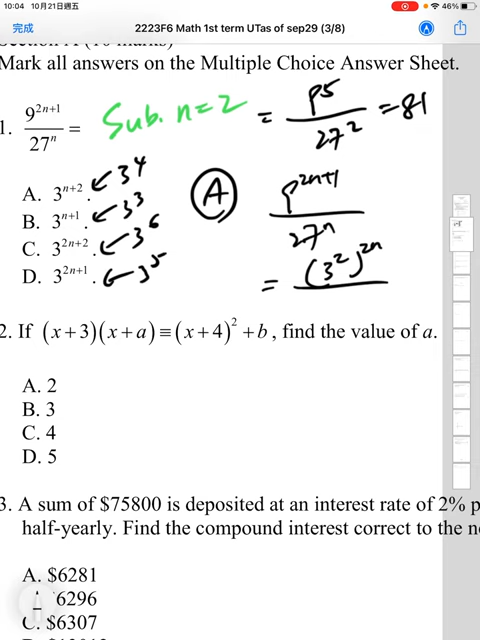 10:04 10月21日週五 46%
完成 2223F6 Math 1st term UTas of sep29 (3/8)
Mark all answers on the Multiple Choice Answer Sheet.
1. 9^{2n+1} / 27^n = Sub. n=2 = 9^5 / 27^2 = 81
A. 3^{n+2}. ← 3^4
B. 3^{n+1}. ← 3^3
C. 3^{2n+2}. ← 3^6
D. 3^{2n+1}. ← 3^5
A
9^{2n+1} / 27^n
= (3^2)^{2n}
2. If (x+3)(x+a)≡(x+4)^2+b, find the value of a.
A. 2
B. 3
C. 4
D. 5
3. A sum of $75800 is deposited at an interest rate of 2% p
half-yearly. Find the compound interest correct to the n
A. $6281
6296
C. $6307